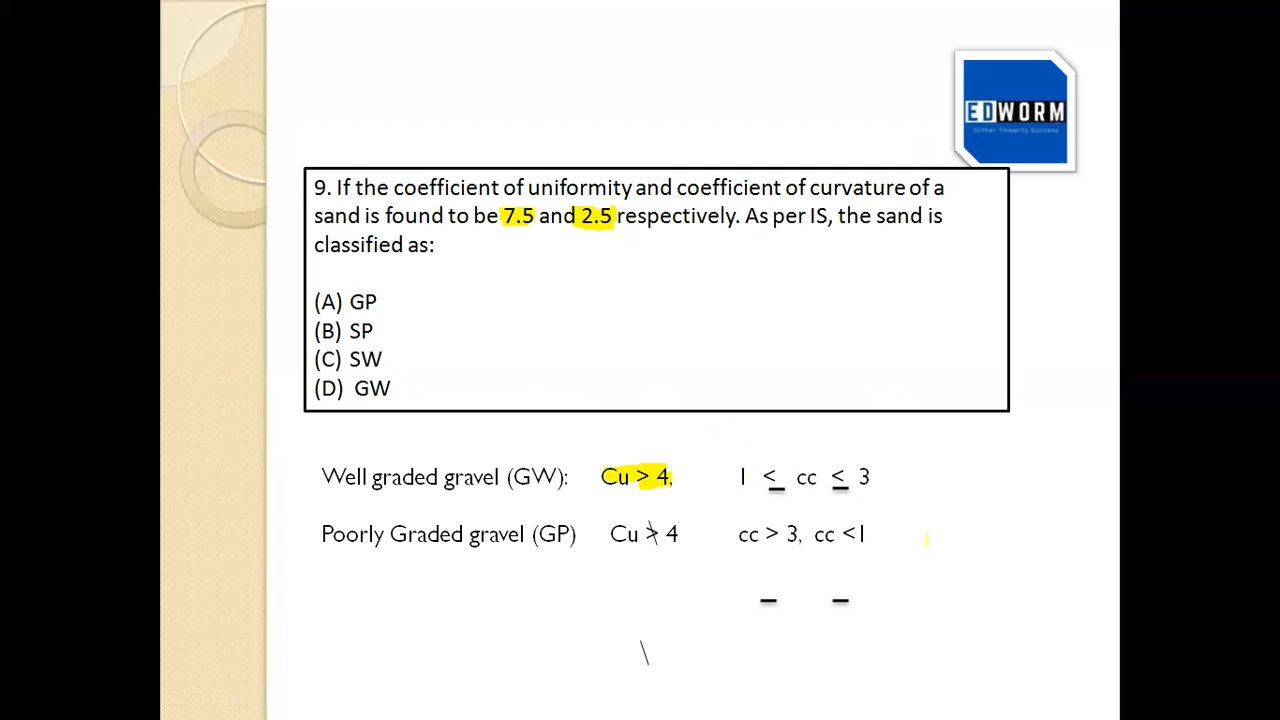 EDWORM
9. If the coefficient of uniformity and coefficient of curvature of a
sand is found to be 7.5 and 2.5 respectively. As per IS, the sand is
classified as:
(A) GP
(B) SP
(C) SW
(D) GW
Well graded gravel (GW): Cu > 4, 1 ≤ cc ≤ 3
Poorly Graded gravel (GP) Cu ≯ 4 cc > 3, cc <1